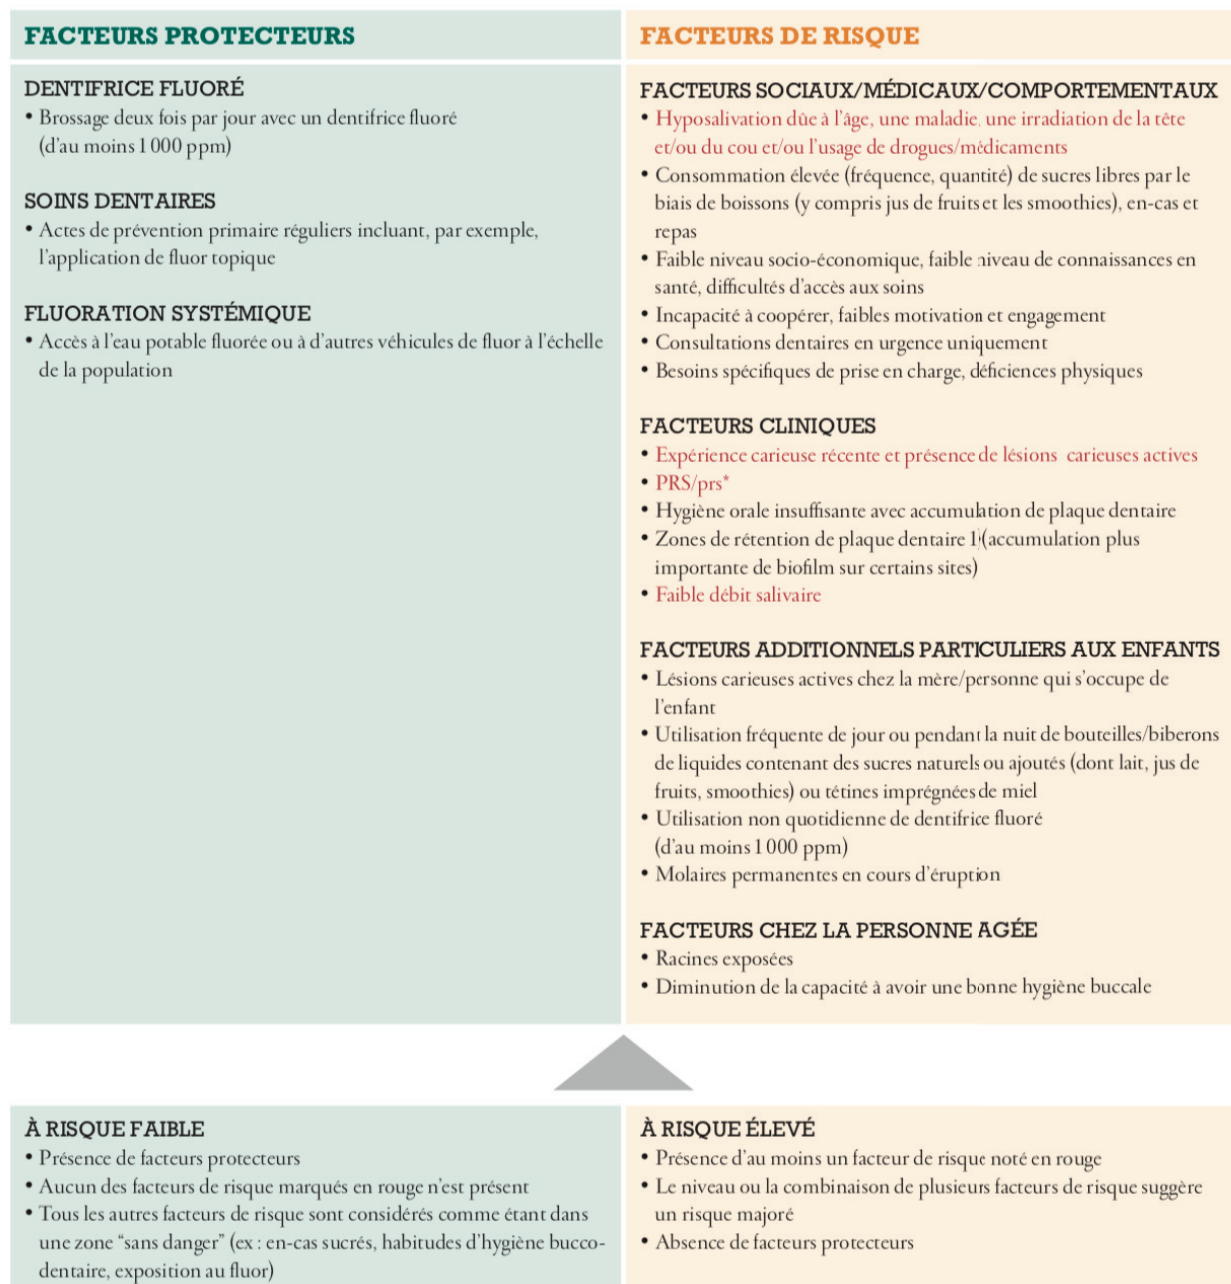 FACTEURS PROTECTEURS
DENTIFRICE FLUORÉ
• Brossage deux fois par jour avec un dentifrice fluoré
(d'au moins 1 000 ppm)
SOINS DENTAIRES
• Actes de prévention primaire réguliers incluant, par exemple,
l'application de fluor topique
FLUORATION SYSTÉMIQUE
• Accès à l'eau potable fluorée ou à d'autres véhicules de fluor à l'échelle
de la population
FACTEURS DE RISQUE
FACTEURS SOCIAUX/MÉDICAUX/COMPORTEMENTAUX
• Hyposalivation dûe à l'âge, une maladie, une irradiation de la tête
et/ou du cou et/ou l'usage de drogues/médicaments
• Consommation élevée (fréquence, quantité) de sucres libres par le
biais de boissons (y compris jus de fruits et les smoothies), en-cas et
repas
• Faible niveau socio-économique, faible niveau de connaissances en
santé, difficultés d'accès aux soins
• Incapacité à coopérer, faibles motivation et engagement
• Consultations dentaires en urgence uniquement
• Besoins spécifiques de prise en charge, déficiences physiques
FACTEURS CLINIQUES
• Expérience carieuse récente et présence de lésions carieuses actives
• PRS/prs*
• Hygiène orale insuffisante avec accumulation de plaque dentaire
• Zones de rétention de plaque dentaire 1 (accumulation plus
importante de biofilm sur certains sites)
• Faible débit salivaire
FACTEURS ADDITIONNELS PARTICULIERS AUX ENFANTS
• Lésions carieuses actives chez la mère/personne qui s'occupe de
l'enfant
• Utilisation fréquente de jour ou pendant la nuit de bouteilles/biberons
de liquides contenant des sucres naturels ou ajoutés (dont lait, jus de
fruits, smoothies) ou tétines imprégnées de miel
• Utilisation non quotidienne de dentifrice fluoré
(d'au moins 1 000 ppm)
• Molaires permanentes en cours d'éruption
FACTEURS CHEZ LA PERSONNE AGÉE
• Racines exposées
• Diminution de la capacité à avoir une bonne hygiène buccale
À RISQUE FAIBLE
• Présence de facteurs protecteurs
• Aucun des facteurs de risque marqués en rouge n'est présent
• Tous les autres facteurs de risque sont considérés comme étant dans
une zone "sans danger" (ex : en-cas sucrés, habitudes d'hygiène bucco-
dentaire, exposition au fluor)
À RISQUE ÉLEVÉ
• Présence d'au moins un facteur de risque noté en rouge
• Le niveau ou la combinaison de plusieurs facteurs de risque suggère
un risque majoré
• Absence de facteurs protecteurs